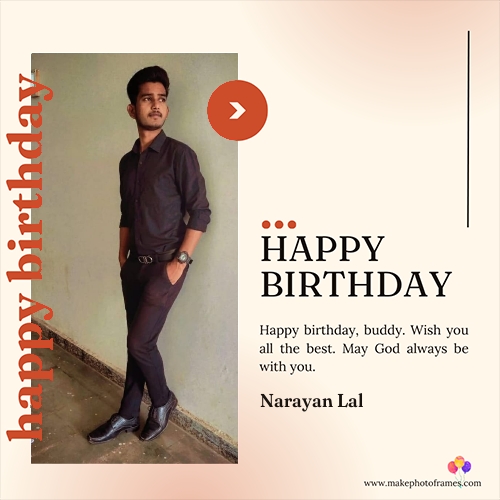 happy birthday
HAPPY
BIRTHDAY
Happy birthday, buddy. Wish you
all the best. May God always be
with you.
Narayan Lal
www.makephotoframes.com